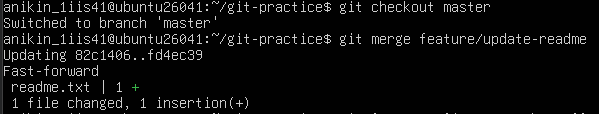 anikin_1iis41@ubuntu26041:~/git-practice$ git checkout master
Switched to branch 'master'
anikin_1iis41@ubuntu26041:~/git-practice$ git merge feature/update-readme
Updating 82c1406..fd4ec39
Fast-forward
 readme.txt | 1 +
 1 file changed, 1 insertion(+)